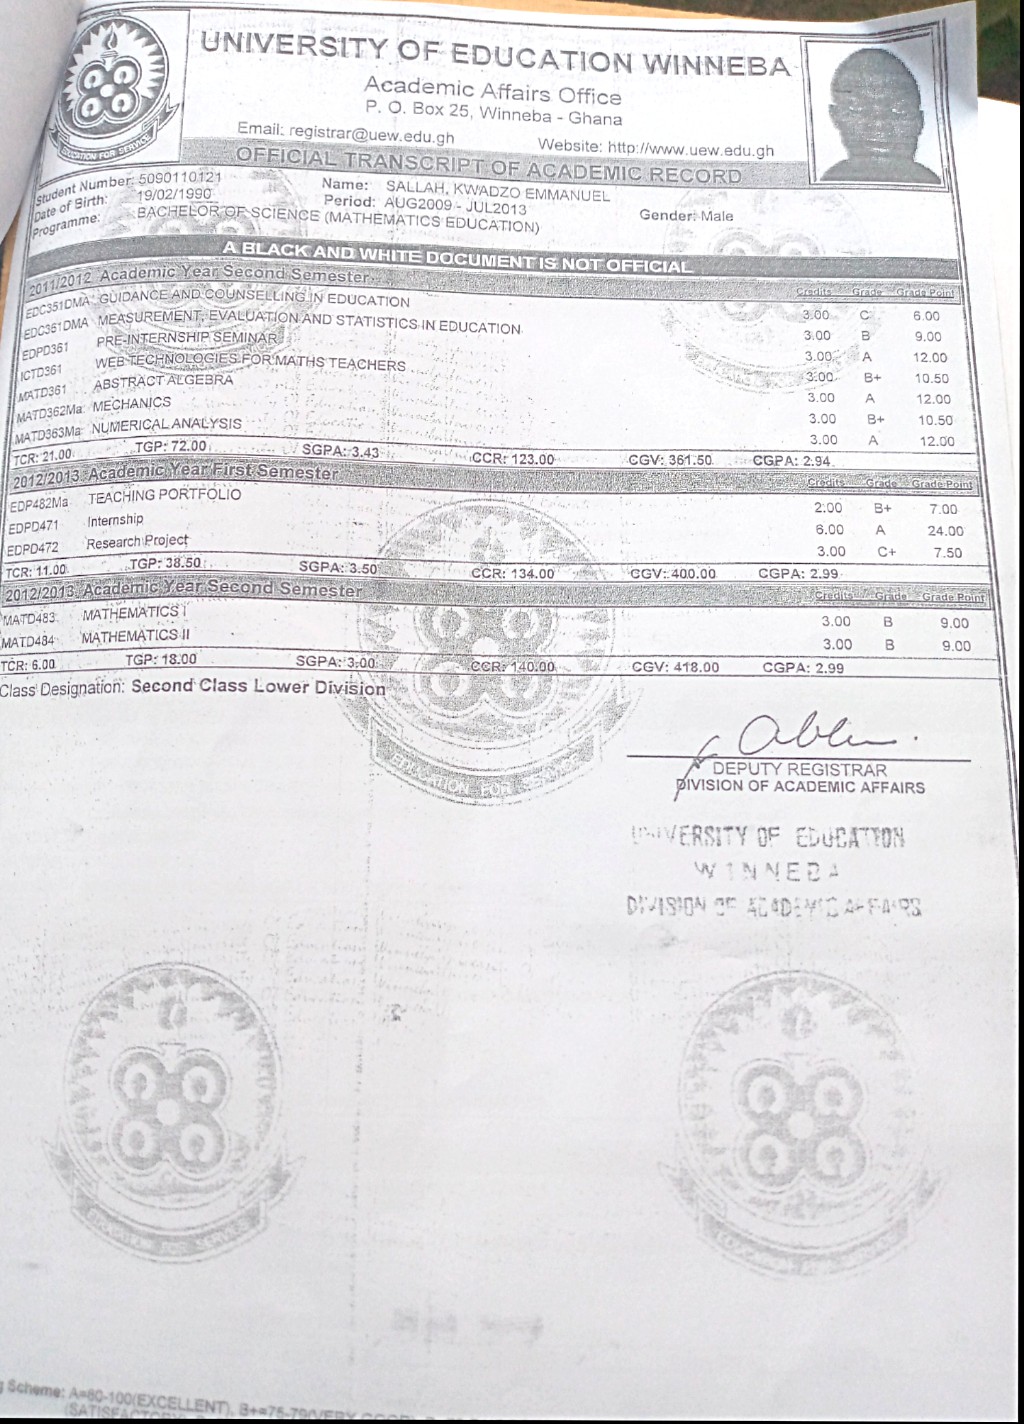 UNIVERSITY OF EDUCATION WINNEBA
Academic Affairs Office
P. O. Box 25, Winneba - Ghana
Email: registrar@uew.edu.gh Website: http://www.uew.edu.gh
EDUCATION FOR SERVICE
OFFICIAL TRANSCRIPT OF ACADEMIC RECORD
Student Number: 5090110121 Name: SALLAH, KWADZO EMMANUEL
Date of Birth: 19/02/1990 Period: AUG2009 - JUL2013 Gender: Male
Programme: BACHELOR OF SCIENCE (MATHEMATICS EDUCATION)
A BLACK AND WHITE DOCUMENT IS NOT OFFICIAL
2011/2012 Academic Year Second Semester Credits Grade Grade Point
EDC351DMA GUIDANCE AND COUNSELLING IN EDUCATION 3.00 C 6.00
EDC361DMA MEASUREMENT, EVALUATION AND STATISTICS IN EDUCATION 3.00 B 9.00
EDPD361 PRE-INTERNSHIP SEMINAR 3.00 A 12.00
ICTD361 WEB TECHNOLOGIES FOR MATHS TEACHERS 3.00 B+ 10.50
MATD361 ABSTRACT ALGEBRA 3.00 A 12.00
MATD362Ma MECHANICS 3.00 B+ 10.50
MATD363Ma NUMERICAL ANALYSIS 3.00 A 12.00
TCR: 21.00 TGP: 72.00 SGPA: 3.43 CCR: 123.00 CGV: 361.50 CGPA: 2.94
2012/2013 Academic Year First Semester Credits Grade Grade Point
EDP482Ma TEACHING PORTFOLIO 2.00 B+ 7.00
EDPD471 Internship 6.00 A 24.00
EDPD472 Research Project 3.00 C+ 7.50
TCR: 11.00 TGP: 38.50 SGPA: 3.50 CCR: 134.00 CGV: 400.00 CGPA: 2.99
2012/2013 Academic Year Second Semester Credits Grade Grade Point
MATD483 MATHEMATICS I 3.00 B 9.00
MATD484 MATHEMATICS II 3.00 B 9.00
TCR: 6.00 TGP: 18.00 SGPA: 3.00 CCR: 140.00 CGV: 418.00 CGPA: 2.99
Class Designation: Second Class Lower Division
EDUCATION FOR SERVICE
DEPUTY REGISTRAR
DIVISION OF ACADEMIC AFFAIRS
UNIVERSITY OF EDUCATION
WINNEBA
DIVISION OF ACADEMIC AFFAIRS
Scheme: A=80-100(EXCELLENT), B+=75-79(VERY GOOD),